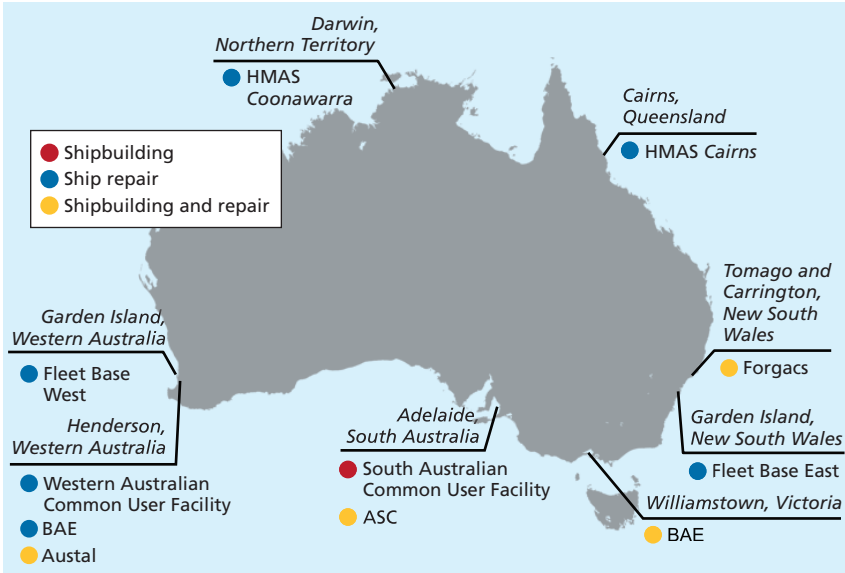 Darwin,
Northern Territory
HMAS
Coonawarra
Cairns,
Queensland
HMAS Cairns
Shipbuilding
Ship repair
Shipbuilding and repair
Tomago and
Carrington,
New South
Wales
Forgacs
Garden Island,
Western Australia
Fleet Base
West
Henderson,
Western Australia
Western Australian
Common User Facility
BAE
Austal
Adelaide,
South Australia
South Australian
Common User Facility
ASC
Garden Island,
New South Wales
Fleet Base East
Williamstown, Victoria
BAE